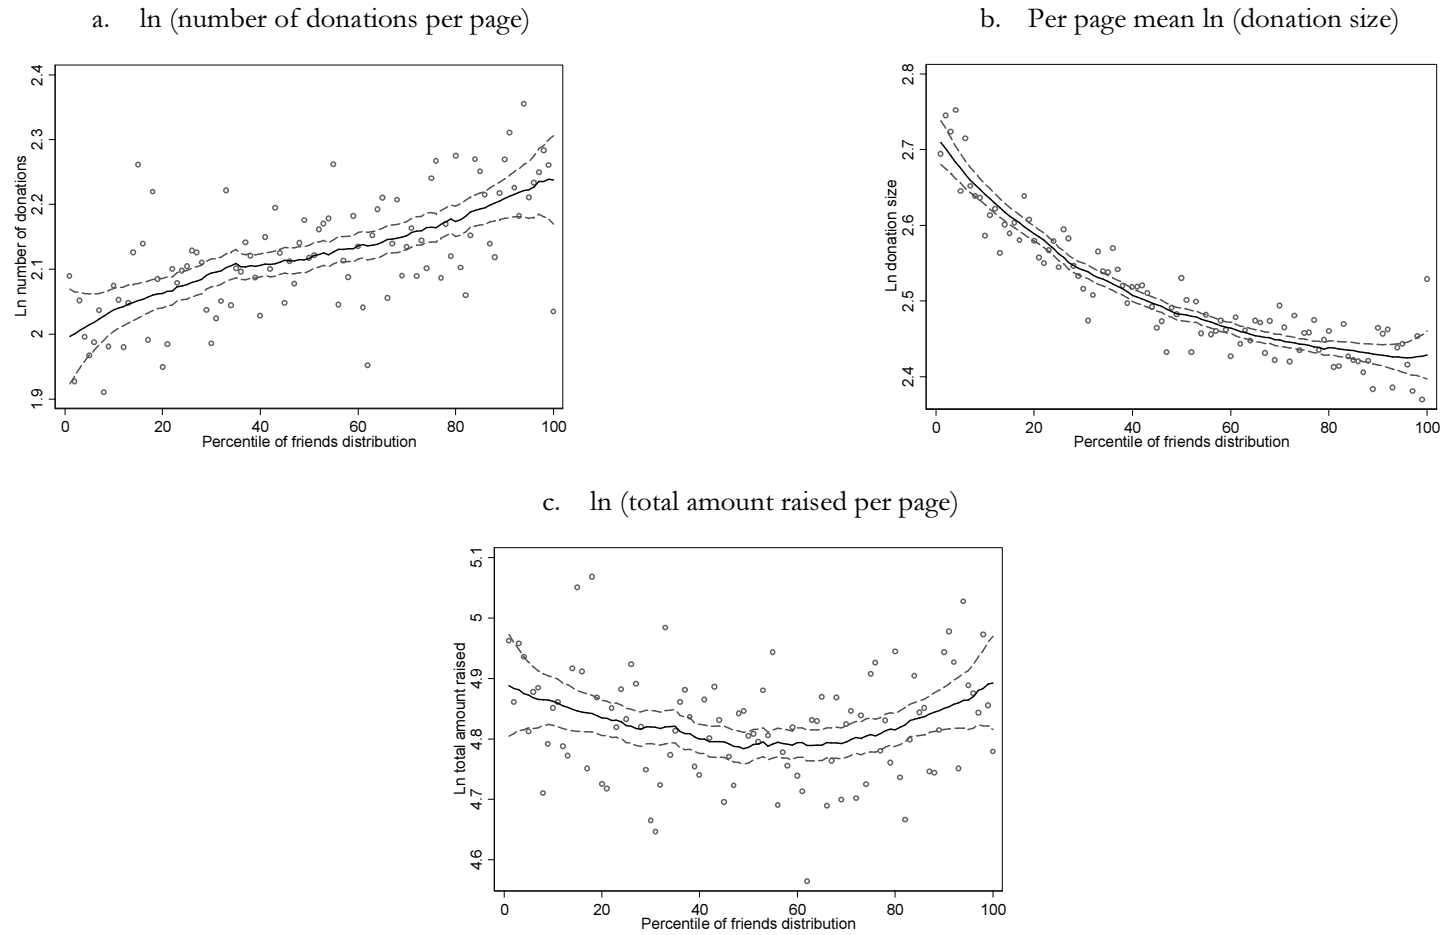 a. ln (number of donations per page)
2.4
2.3
2.2
2.1
2
1.9
Ln number of donations
0 20 40 60 80 100
Percentile of friends distribution
b. Per page mean ln (donation size)
2.8
2.7
2.6
2.5
2.4
Ln donation size
0 20 40 60 80 100
Percentile of friends distribution
c. ln (total amount raised per page)
5.1
5
4.9
4.8
4.7
4.6
Ln total amount raised
0 20 40 60 80 100
Percentile of friends distribution